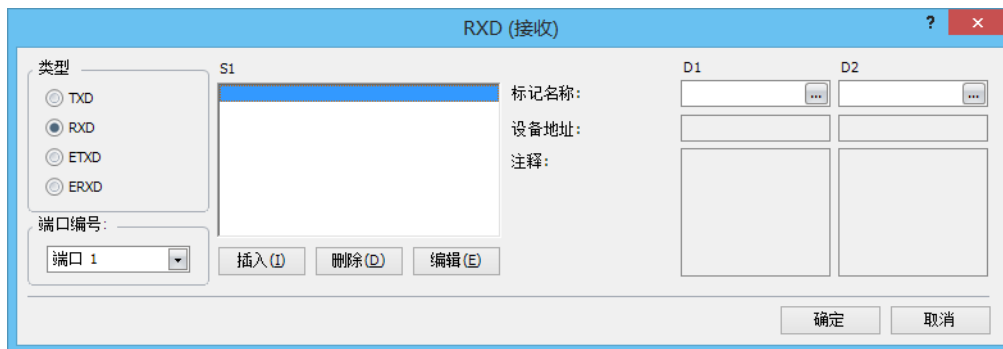 RXD (接收)
?
×
类型
TXD
RXD
ETXD
ERXD
端口编号:
端口 1
S1
插入(I)
删除(D)
编辑(E)
标记名称:
设备地址:
注释:
D1
...
D2
...
确定
取消